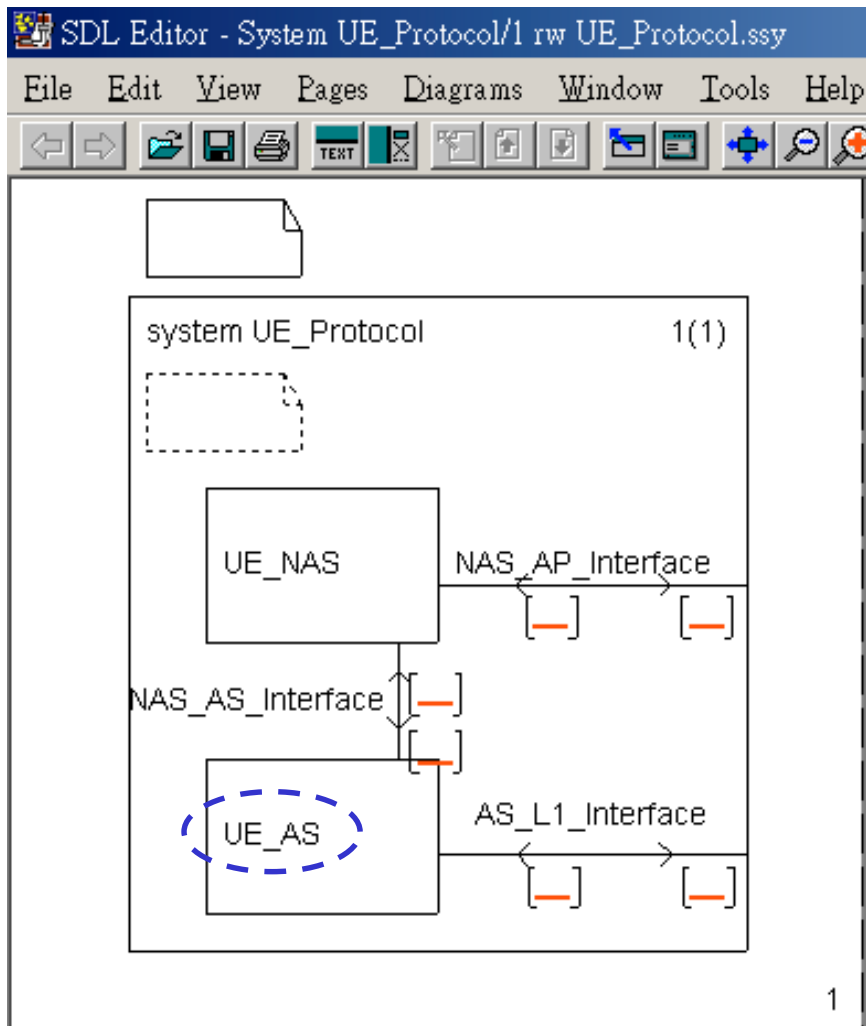 SDL Editor - System UE_Protocol/1 rw UE_Protocol.ssy
File Edit View Pages Diagrams Window Tools Help
TEXT
system UE_Protocol 1(1)
UE_NAS NAS_AP_Interface
NAS_AS_Interface
UE_AS AS_L1_Interface
1